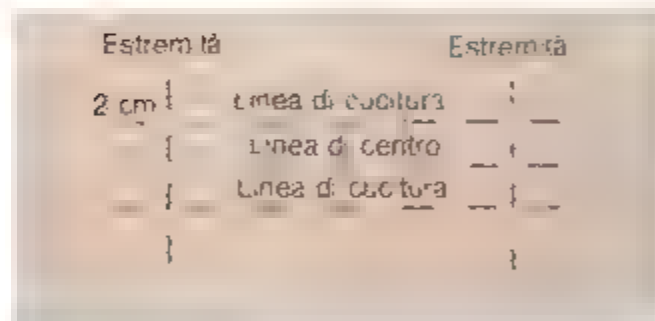 Estremità Estremità
2 cm Linea di cucitura
Linea di centro
Linea di cucitura